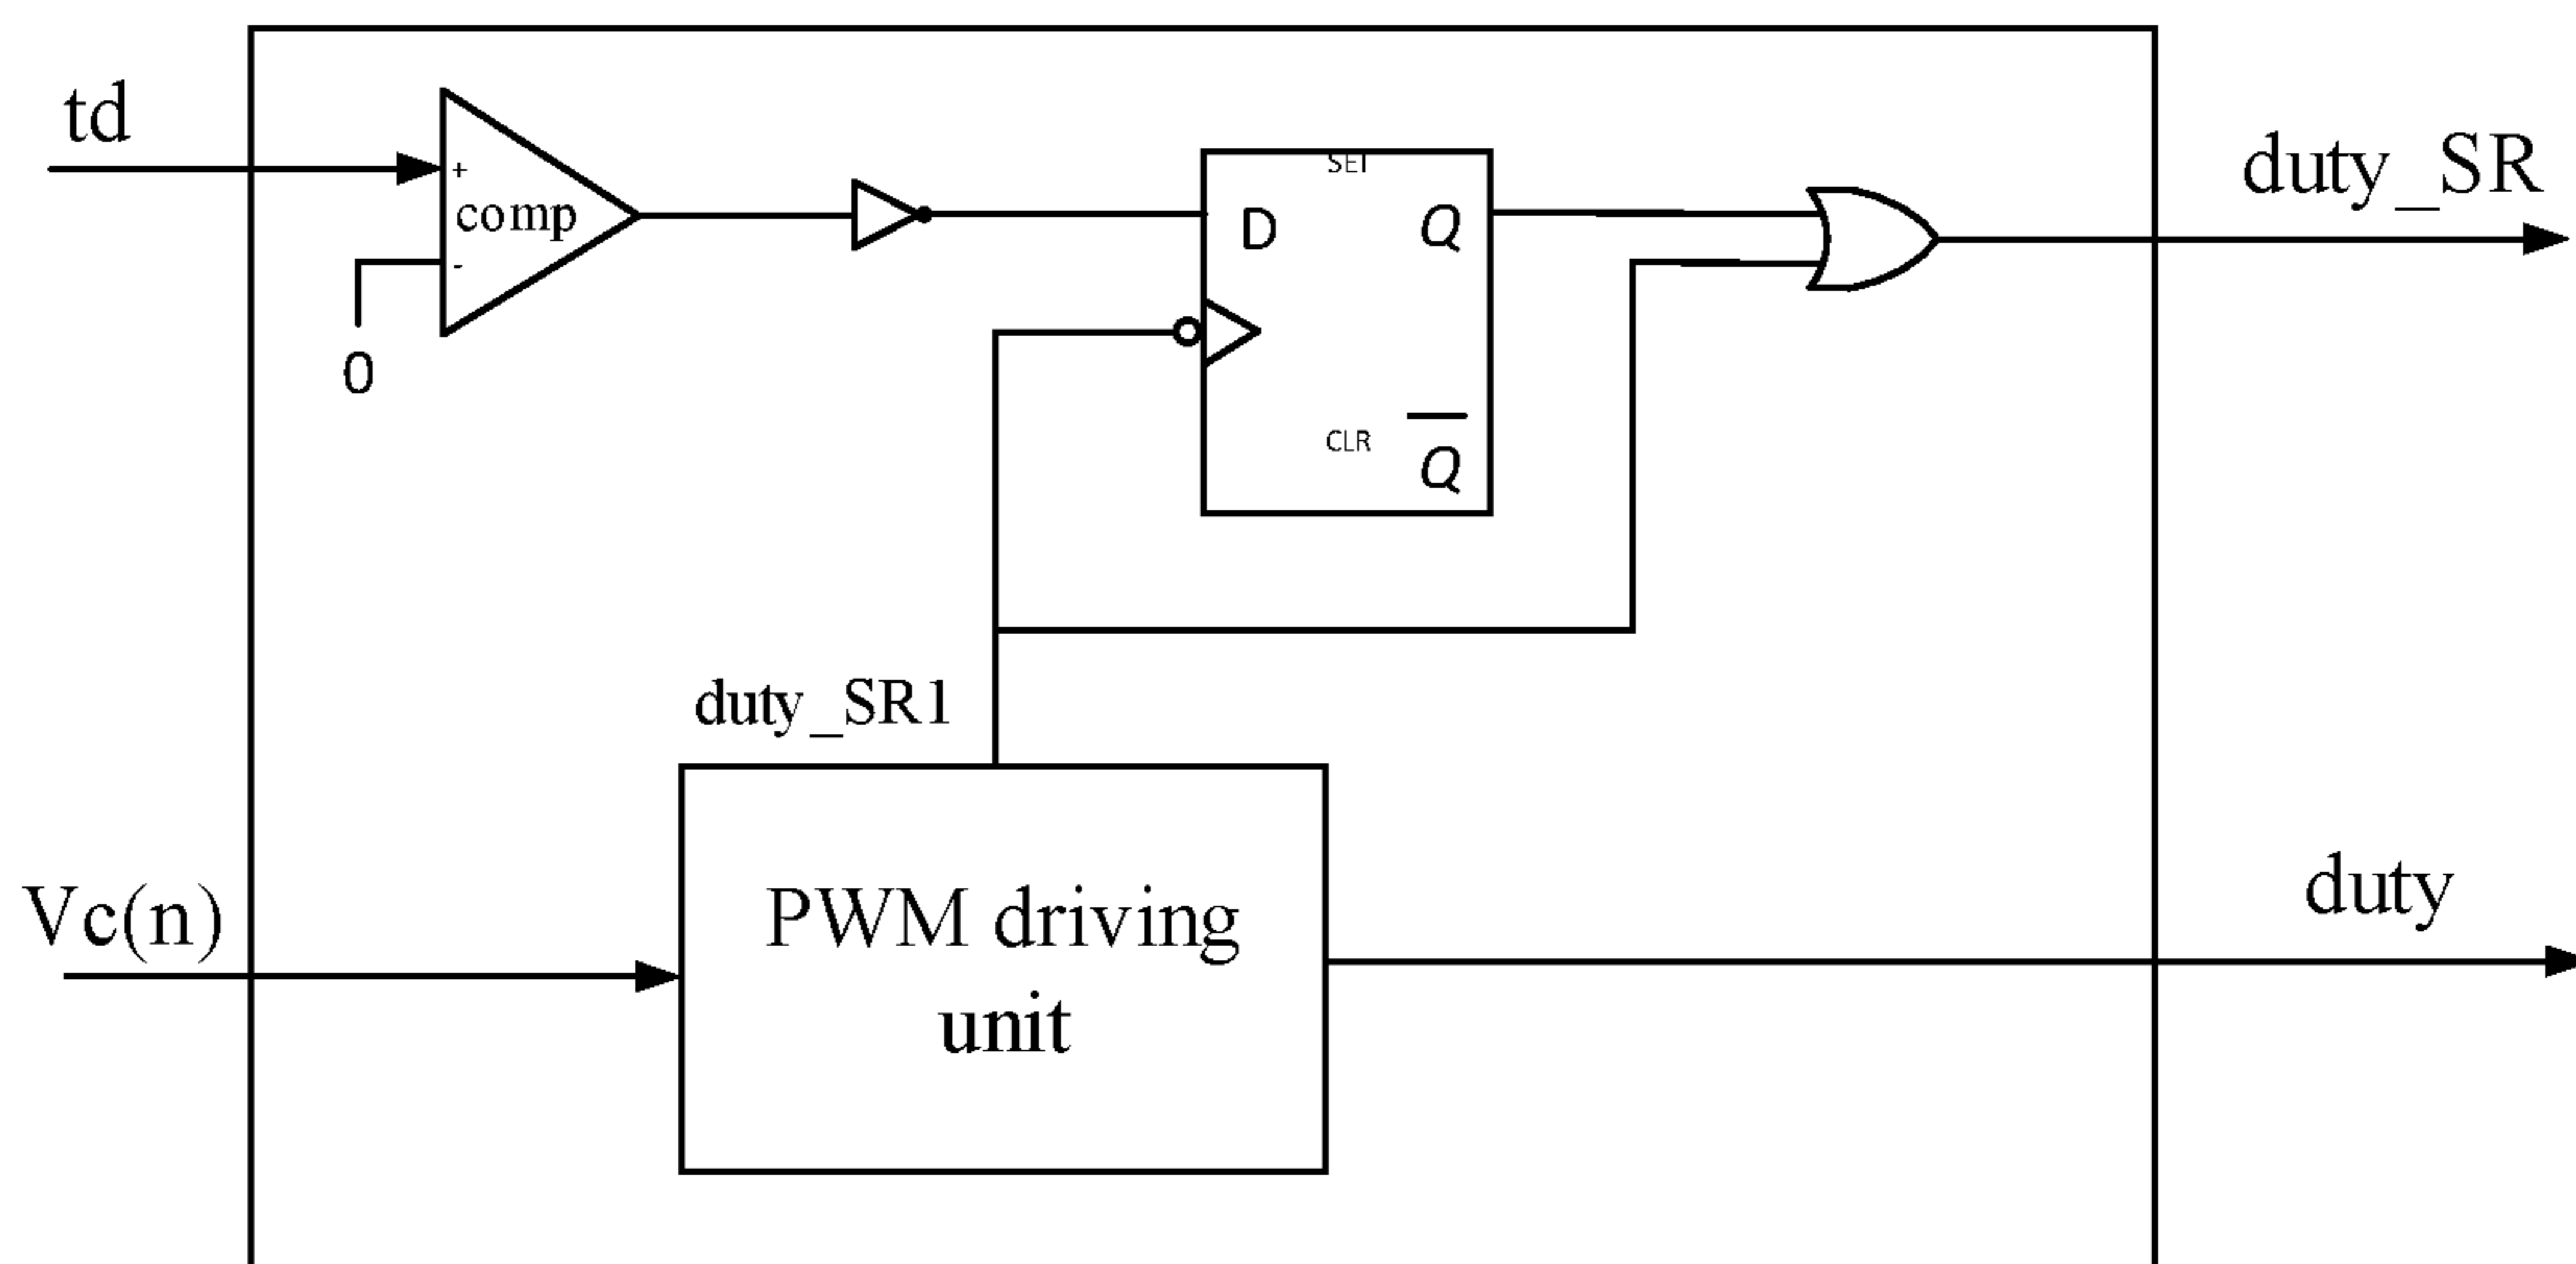 td
duty_SR
+
comp
-
0
SET
D
Q
CLR
Q
duty_SR1
Vc(n)
PWM driving
unit
duty